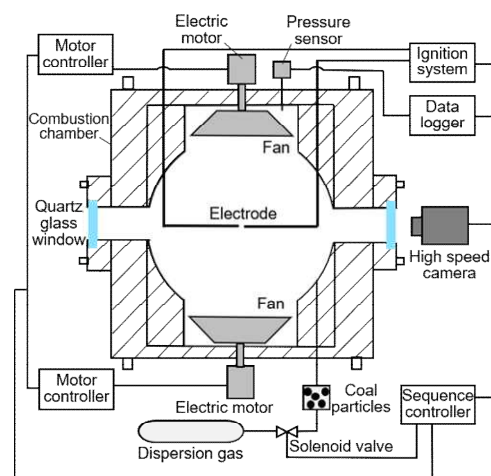 Electric
motor
Pressure
sensor
Motor
controller
Ignition
system
Combustion
chamber
Data
logger
Fan
Quartz
glass
window
Electrode
High speed
camera
Fan
Motor
controller
Electric motor
Coal
particles
Sequence
controller
Solenoid valve
Dispersion gas